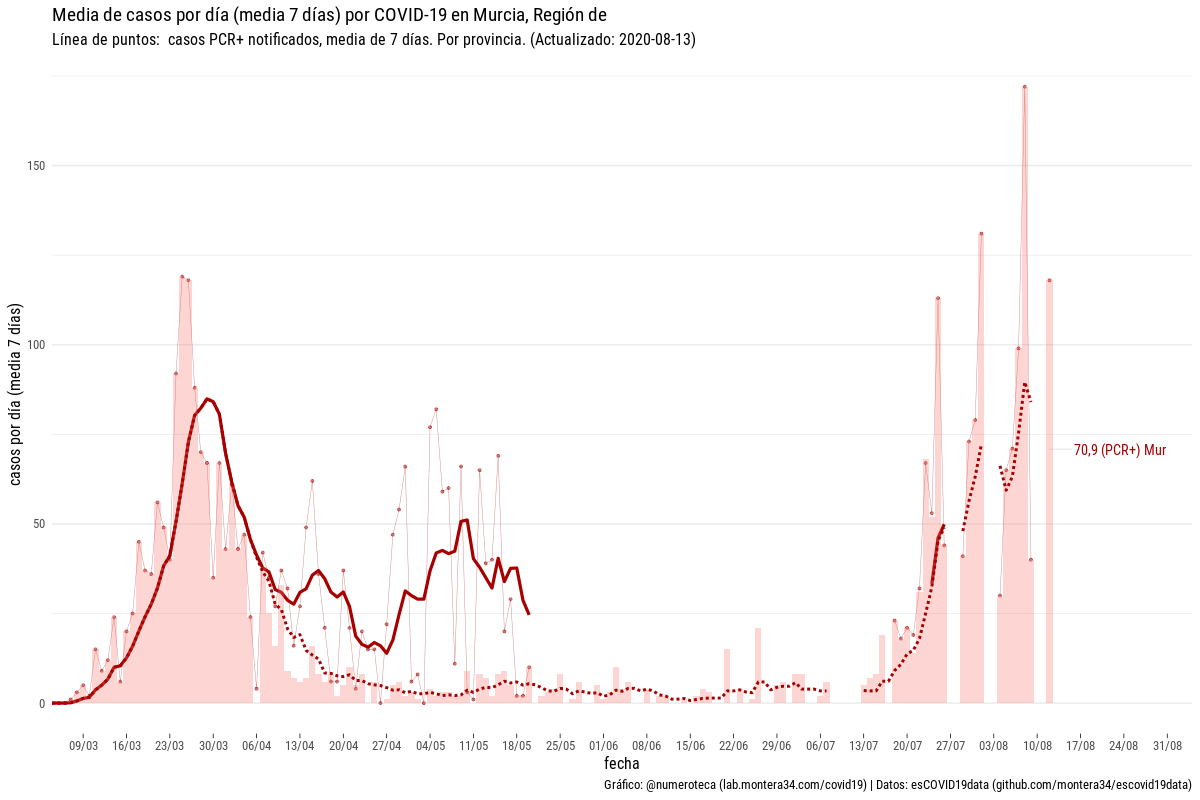 Media de casos por día (media 7 días) por COVID-19 en Murcia, Región de
Línea de puntos:  casos PCR+ notificados, media de 7 días. Por provincia. (Actualizado: 2020-08-13)
casos por día (media 7 días)
150
100
50
0
70,9 (PCR+) Mur
09/03 16/03 23/03 30/03 06/04 13/04 20/04 27/04 04/05 11/05 18/05 25/05 01/06 08/06 15/06 22/06 29/06 06/07 13/07 20/07 27/07 03/08 10/08 17/08 24/08 31/08
fecha
Gráfico: @numeroteca (lab.montera34.com/covid19) | Datos: esCOVID19data (github.com/montera34/escovid19data)